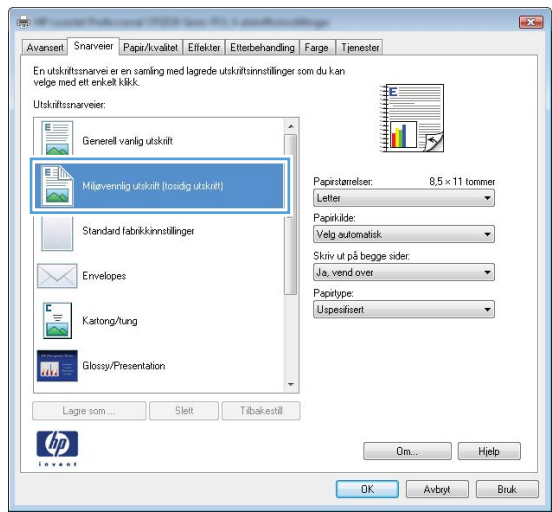 Avansert Snarveier Papir/kvalitet Effekter Etterbehandling Farge Tjenester
En utskriftssnarvei er en samling med lagrede utskriftsinnstillinger som du kan
velge med ett enkelt klikk.
Utskriftssnarveier:
Generell vanlig utskrift
Miljøvennlig utskrift (tosidig utskrift)
Standard fabrikkinnstillinger
Envelopes
Kartong/tung
Glossy/Presentation
Lagre som ... Slett Tilbakestill
Papirstørrelser: 8,5 × 11 tommer
Letter
Papirkilde:
Velg automatisk
Skriv ut på begge sider:
Ja, vend over
Papirtype:
Uspesifisert
hp
invent
Om... Hjelp
OK Avbryt Bruk